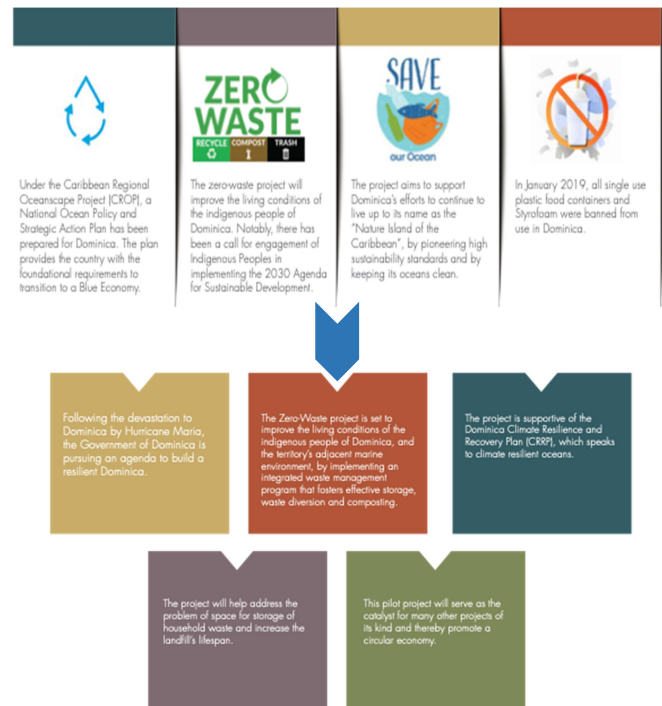 Under the Caribbean Regional
Oceanscape Project (CROP), a
National Ocean Policy and
Strategic Action Plan has been
prepared for Dominica. The plan
provides the country with the
foundational requirements to
transition to a Blue Economy.
ZERO
WASTE
RECYCLE COMPOST TRASH
The zero-waste project will
improve the living conditions of
the indigenous people of
Dominica. Notably, there has
been a call for engagement of
Indigenous Peoples in
implementing the 2030 Agenda
for Sustainable Development.
SAVE
our Ocean
The project aims to support
Dominica's efforts to continue to
live up to its name as the
"Nature Island of the
Caribbean", by pioneering high
sustainability standards and by
keeping its oceans clean.
In January 2019, all single use
plastic food containers and
Styrofoam were banned from
use in Dominica.
Following the devastation to
Dominica by Hurricane Maria,
the Government of Dominica is
pursuing an agenda to build a
resilient Dominica.
The Zero-Waste project is set to
improve the living conditions of the
indigenous people of Dominica, and
the territory's adjacent marine
environment, by implementing an
integrated waste management
program that fosters effective storage,
waste diversion and composting.
The project is supportive of the
Dominica Climate Resilience and
Recovery Plan (CRRP), which speaks
to climate resilient oceans.
The project will help address the
problem of space for storage of
household waste and increase the
landfill's lifespan.
This pilot project will serve as the
catalyst for many other projects of
its kind and thereby promote a
circular economy.